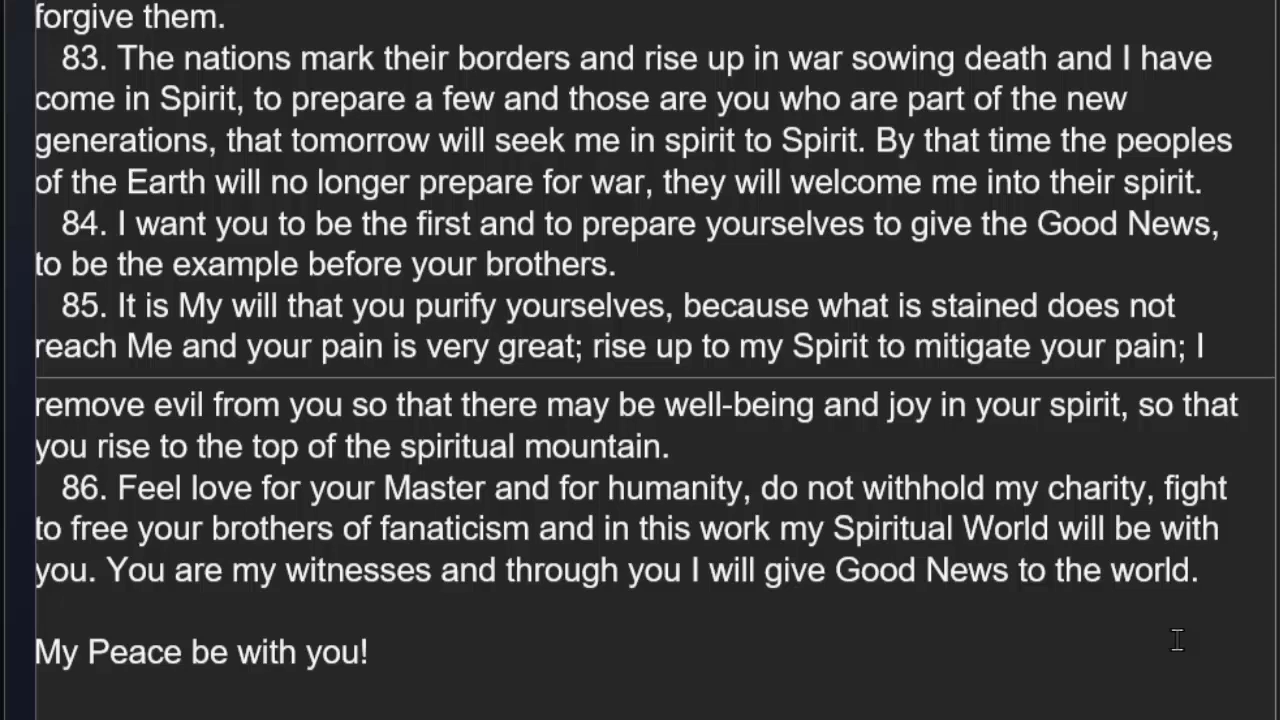 forgive them.
83. The nations mark their borders and rise up in war sowing death and I have
come in Spirit, to prepare a few and those are you who are part of the new
generations, that tomorrow will seek me in spirit to Spirit. By that time the peoples
of the Earth will no longer prepare for war, they will welcome me into their spirit.
84. I want you to be the first and to prepare yourselves to give the Good News,
to be the example before your brothers.
85. It is My will that you purify yourselves, because what is stained does not
reach Me and your pain is very great; rise up to my Spirit to mitigate your pain; I
remove evil from you so that there may be well-being and joy in your spirit, so that
you rise to the top of the spiritual mountain.
86. Feel love for your Master and for humanity, do not withhold my charity, fight
to free your brothers of fanaticism and in this work my Spiritual World will be with
you. You are my witnesses and through you I will give Good News to the world.
My Peace be with you!